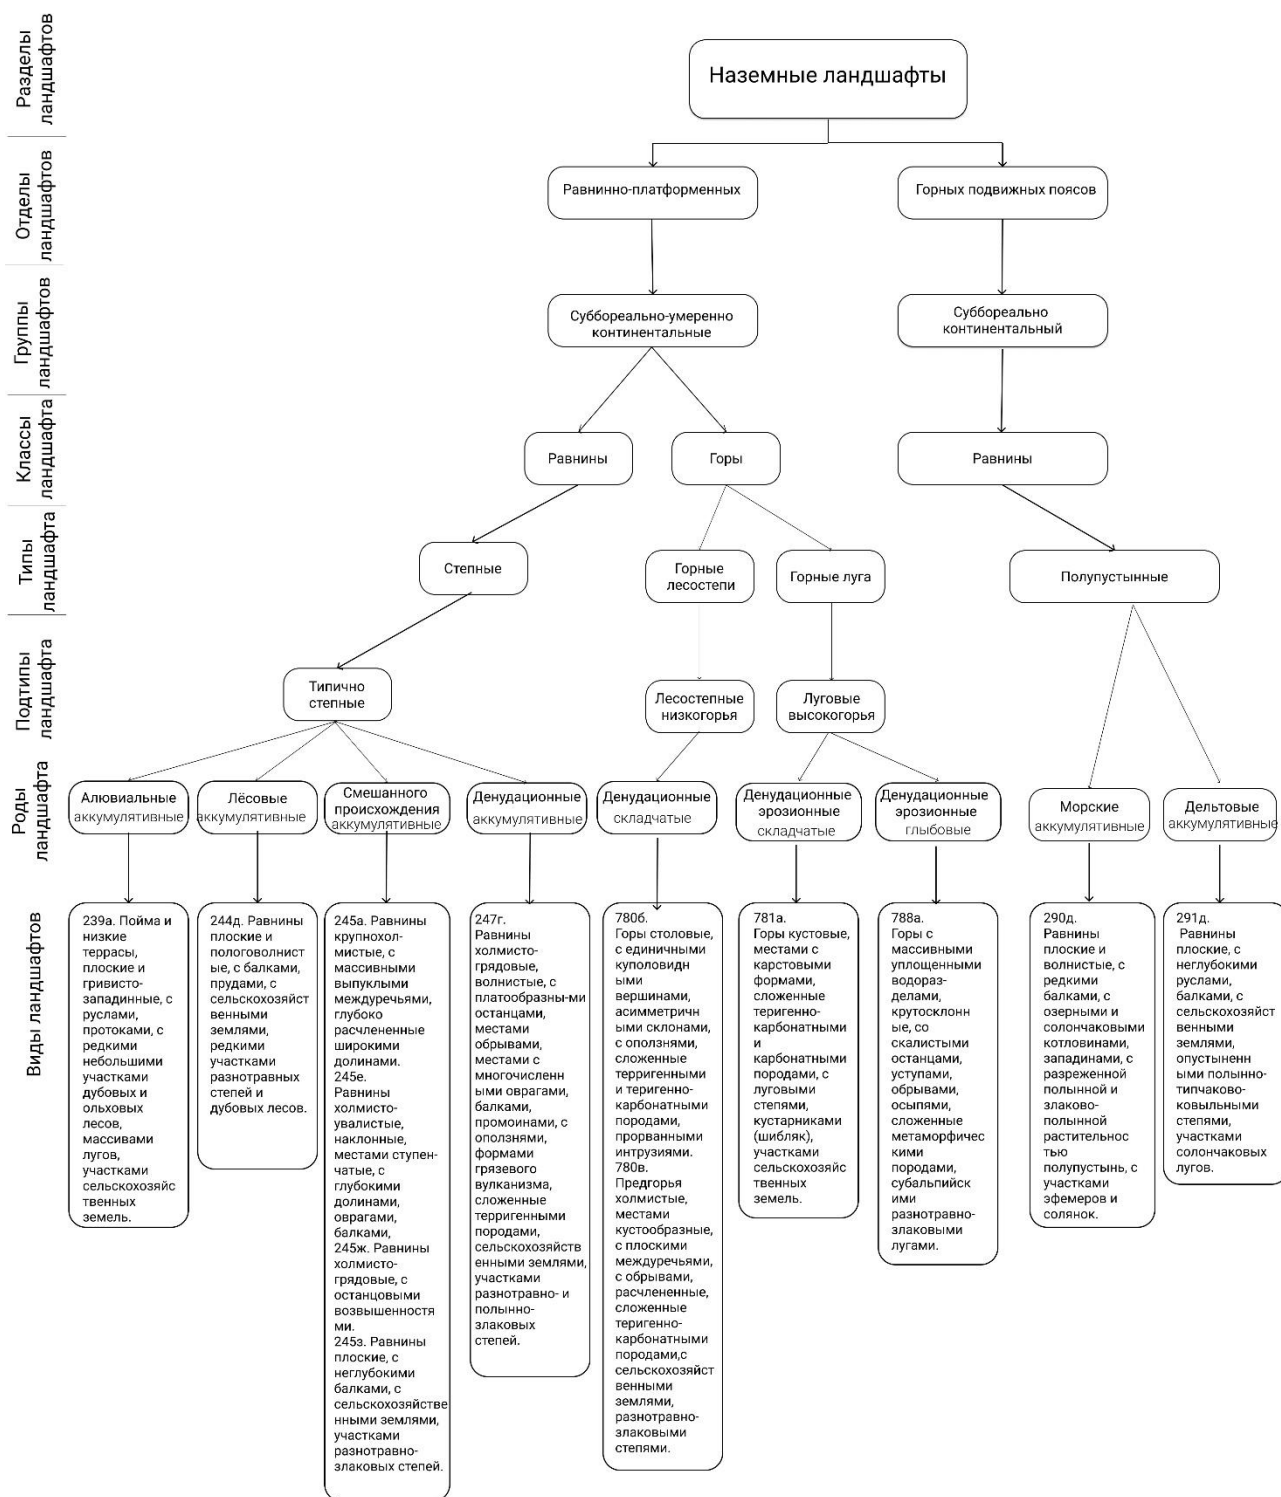 Разделы
ландшафтов
Наземные ландшафты
Отделы
ландшафтов
Равнинно-платформенных
Горных подвижных поясов
Группы
ландшафтов
Суббореально-умеренно
континентальные
Суббореально
континентальный
Классы
ландшафта
Равнины
Горы
Равнины
Типы
ландшафта
Степные
Горные
лесостепи
Горные луга
Полупустынные
Подтипы
ландшафта
Типично
степные
Лесостепные
низкогорья
Луговые
высокогорья
Роды
ландшафта
Алювиальные
аккумулятивные
Лёсовые
аккумулятивные
Смешанного
происхождения
аккумулятивные
Денудационные
аккумулятивные
Денудационные
складчатые
Денудационные
эрозионные
складчатые
Денудационные
эрозионные
глыбовые
Морские
аккумулятивные
Дельтовые
аккумулятивные
Виды ландшафтов
239а. Пойма и
низкие
террасы,
плоские и
гривисто-
западинные, с
руслами,
протоками, с
редкими
небольшими
участками
дубовых и
ольховых
лесов,
массивами
лугов,
участками
сельскохозяйс
твенных
земель.
244д. Равнины
плоские и
пологоволнист
ые, с балками,
прудами, с
сельскохозяйст
венными
землями,
редкими
участками
разнотравных
степей и
дубовых лесов.
245а. Равнины
крупнохол-
мистые, с
массивными
выпуклыми
междуречьями,
глубоко
расчлененные
широкими
долинами.
245е.
Равнины
холмисто-
увалистые,
наклонные,
местами ступен-
чатые, с
глубокими
долинами,
оврагами,
балками,
245ж. Равнины
холмисто-
грядовые, с
останцовыми
возвышенностя
ми.
245з. Равнины
плоские, с
неглубокими
балками, с
сельскохозяйстве
нными землями,
участками
разнотравно-
злаковых степей.
247г.
Равнины
холмисто-
грядовые,
волнистые, с
платообразны-ми
останцами,
местами
обрывами,
местами с
многочисленн
ыми оврагами,
балками,
промоинами, с
оползнями,
формами
грязевого
вулканизма,
сложенные
терригенными
породами,
сельскохозяйств
енными землями,
участками
разнотравно- и
полынно-
злаковых
степей.
780б.
Горы столовые,
с единичными
куполовидн
ыми
вершинами,
асимметрич
ными склонами,
с оползнями,
сложенные
терригенными
и теригенно-
карбонатными
породами,
прорванными
интрузиями.
780в.
Предгорья
холмистые,
местами
кустообразные,
с плоскими
междуречьями,
с обрывами,
расчлененные,
сложенные
теригенно-
карбонатными
породами,с
сельскохозяйст
венными
землями,
разнотравно-
злаковыми
степями.
781а.
Горы кустовые,
местами с
карстовыми
формами,
сложенные
теригенно-
карбонатными
и
карбонатными
породами, с
луговыми
степями,
кустарниками
(шибляк),
участками
сельскохозяйс
твенных
земель.
788а.
Горы с
массивными
уплощенными
водораз-
делами,
крутосклонн
ые, со
скалистыми
останцами,
уступами,
обрывами,
осыпями,
сложенные
метаморфичес
кими
породами,
субальпийск
ими
разнотравно-
злаковыми
лугами.
290д.
Равнины
плоские и
волнистые, с
редкими
балками, с
озерными и
солончаковыми
котловинами,
западинами, с
разреженной
полынной и
злаково-
полынной
растительнос
тью
полупустынь, с
участками
эфемеров и
солянок.
291д.
Равнины
плоские, с
неглубокими
руслами,
балками, с
сельскохозяйст
венными
землями,
опустыненн
ыми полынно-
типчаково-
ковыльными
степями,
участками
солончаковых
лугов.